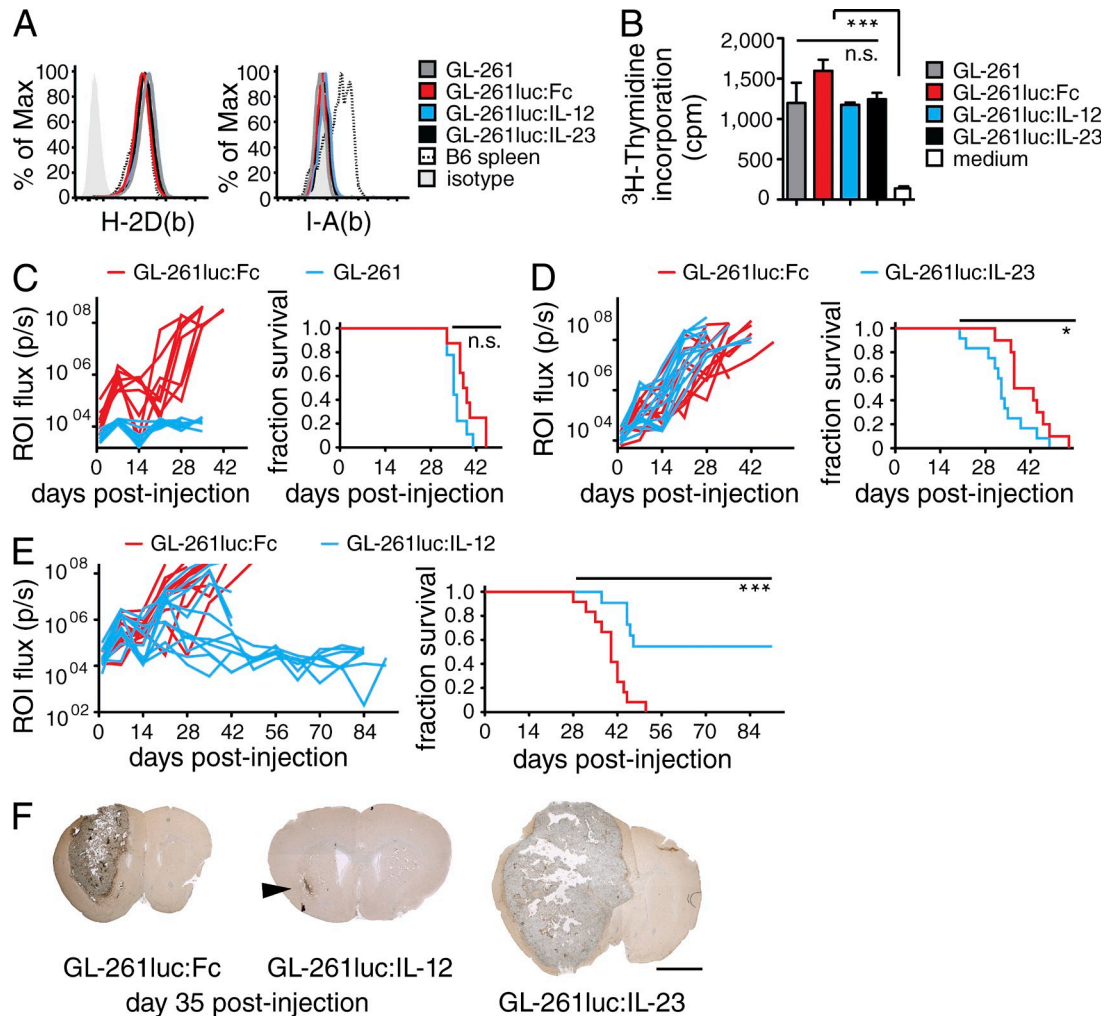 A
% of Max
100
80
60
40
20
0
H-2D(b)
% of Max
100
80
60
40
20
0
I-A(b)
GL-261
GL-261luc:Fc
GL-261luc:IL-12
GL-261luc:IL-23
B6 spleen
isotype
B
3H-Thymidine
incorporation
(cpm)
2,000
1,500
1,000
500
0
***
n.s.
GL-261
GL-261luc:Fc
GL-261luc:IL-12
GL-261luc:IL-23
medium
C
GL-261luc:Fc
GL-261
ROI flux (p/s)
10 08
10 06
10 04
0 14 28 42
days post-injection
fraction survival
1.0
0.8
0.6
0.4
0.2
0
n.s.
0 14 28 42
days post-injection
D
GL-261luc:Fc
GL-261luc:IL-23
ROI flux (p/s)
10 08
10 06
10 04
0 14 28 42
days post-injection
fraction survival
1.0
0.8
0.6
0.4
0.2
0
*
0 14 28 42
days post-injection
E
GL-261luc:Fc
GL-261luc:IL-12
ROI flux (p/s)
10 08
10 06
10 04
10 02
0 14 28 42 56 70 84
days post-injection
fraction survival
1.0
0.8
0.6
0.4
0.2
0
***
0 14 28 42 56 70 84
days post-injection
F
GL-261luc:Fc
GL-261luc:IL-12
GL-261luc:IL-23
day 35 post-injection